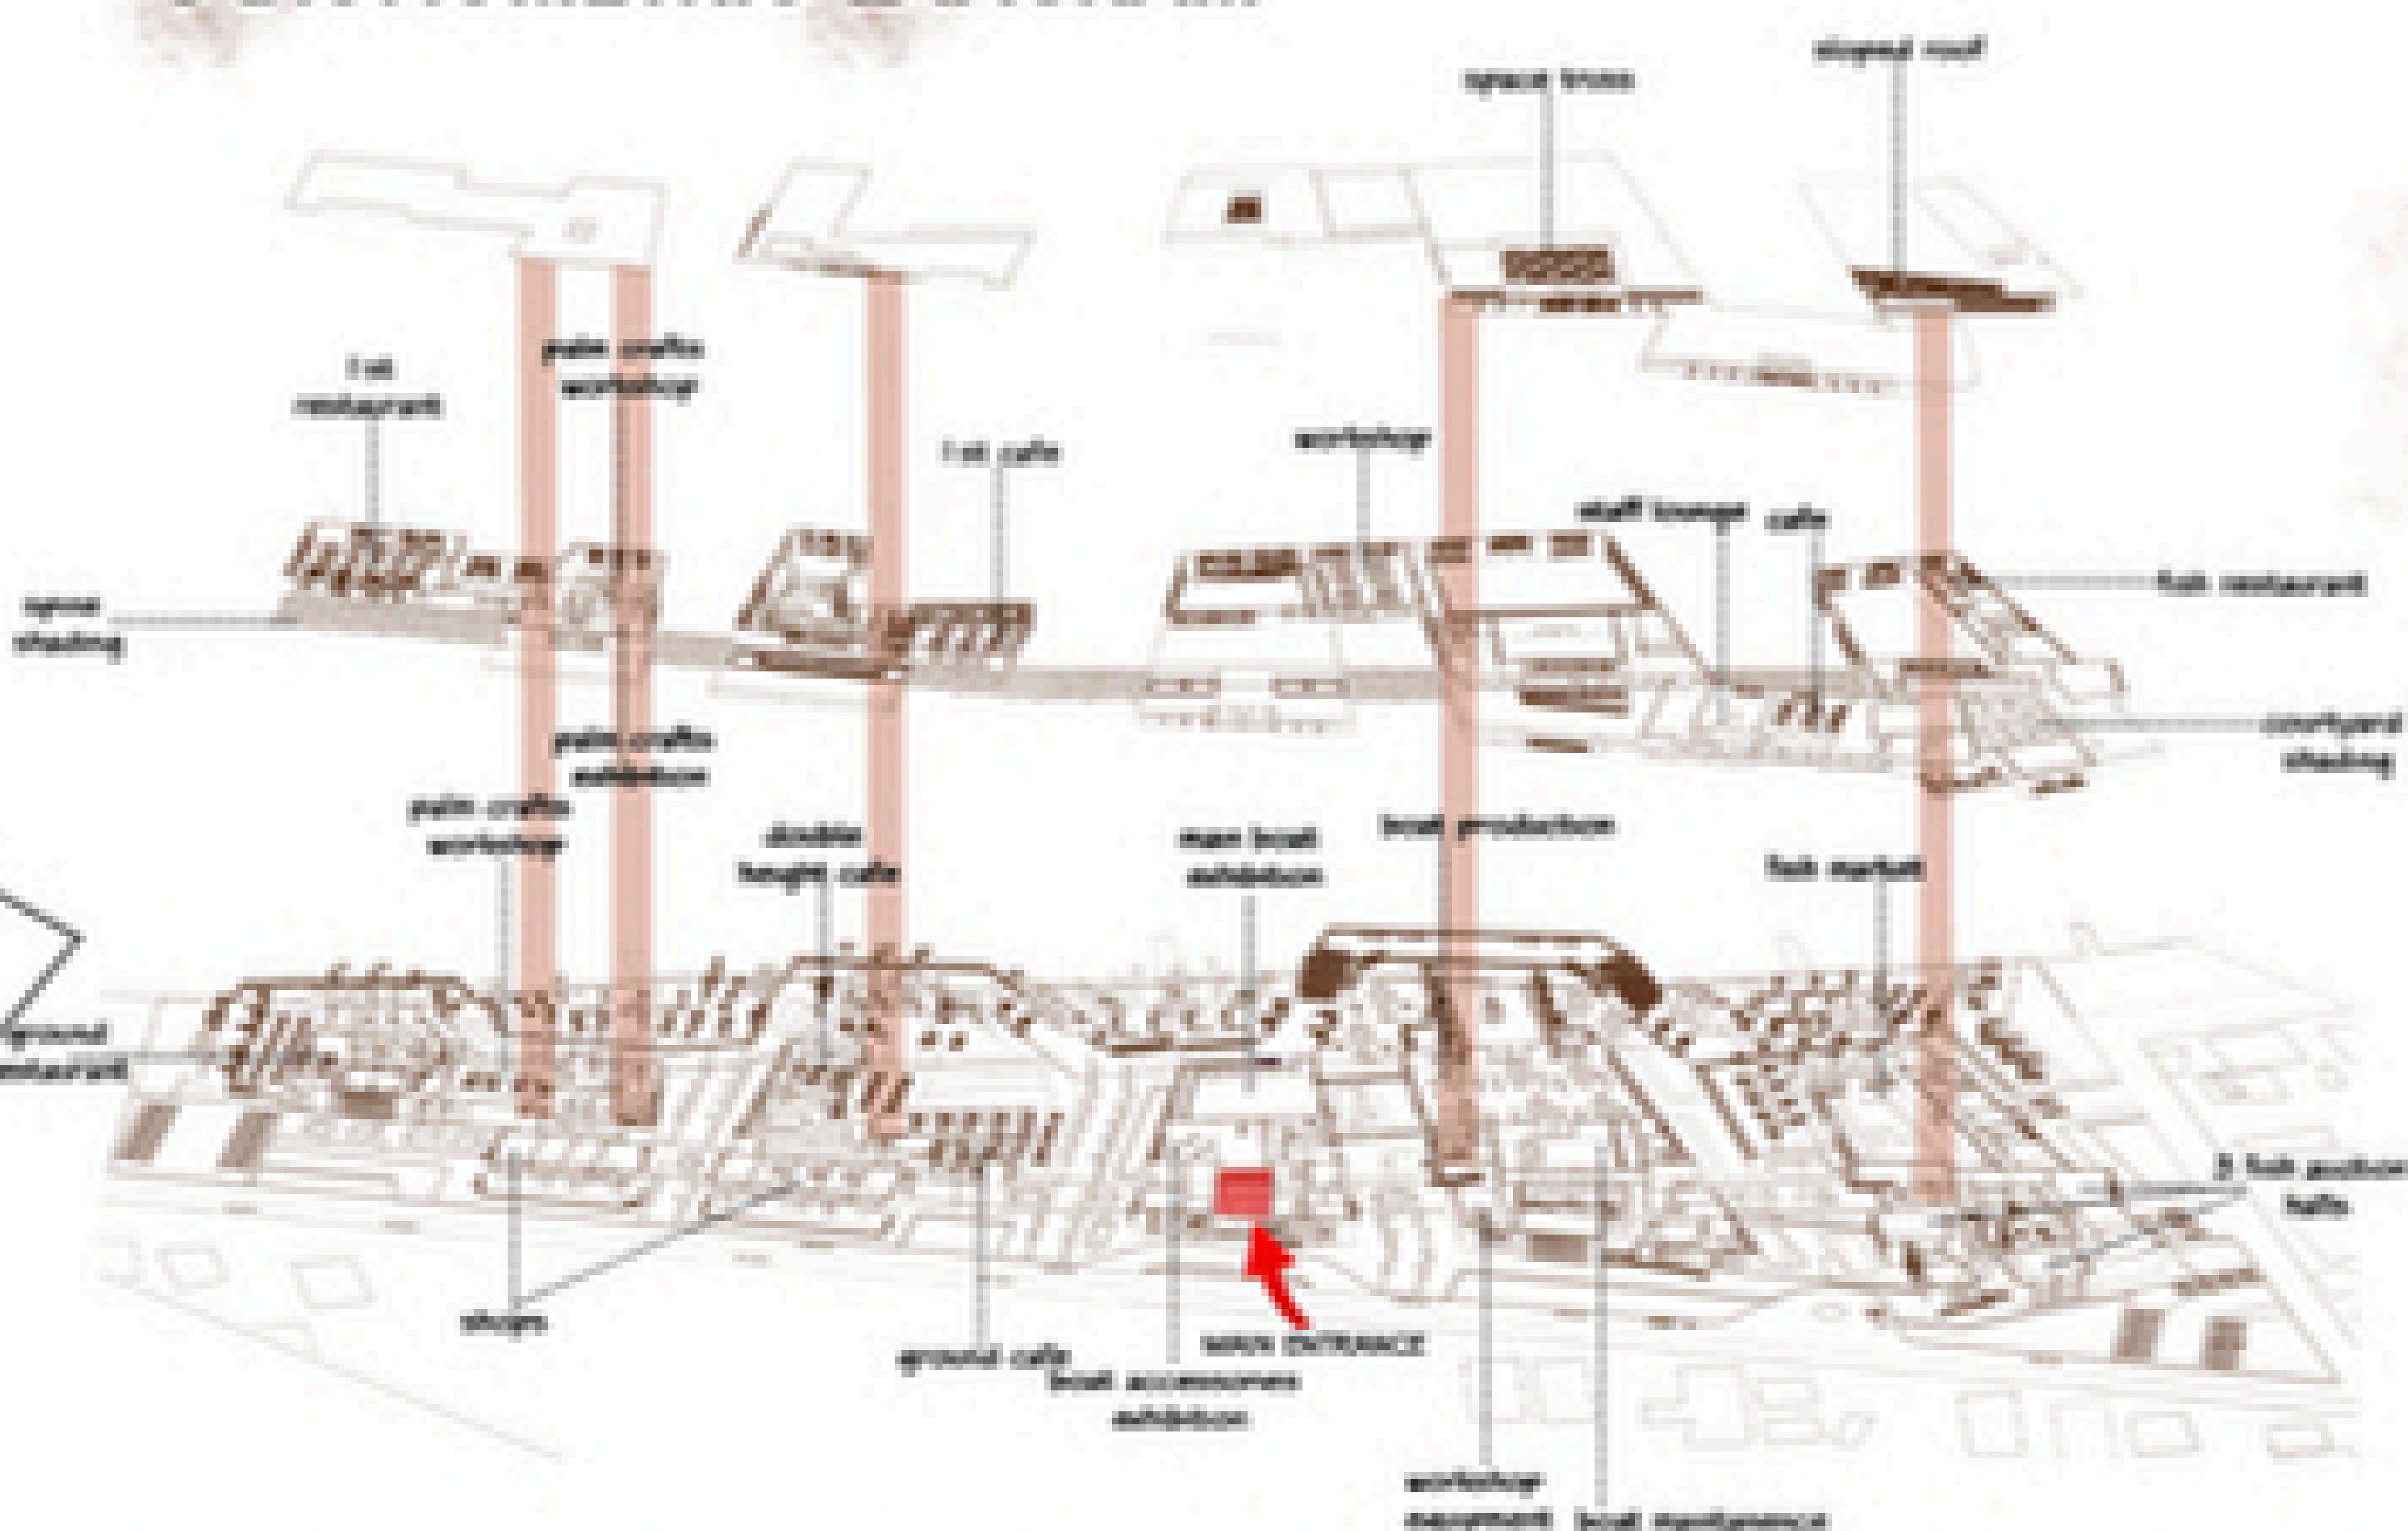 sloped roof
space truss
palm crafts
workshop
1st
restaurant
workshop
1st cafe
staff lounge
cafe
fish restaurant
shading
courtyard
shading
palm crafts
exhibition
palm crafts
workshop
double
height cafe
main boat
exhibition
boat production
fish market
ground
restaurant
fish auction
halls
shops
MAIN ENTRANCE
ground cafe
boat accessories
exhibition
workshop
equipment
boat maintenance